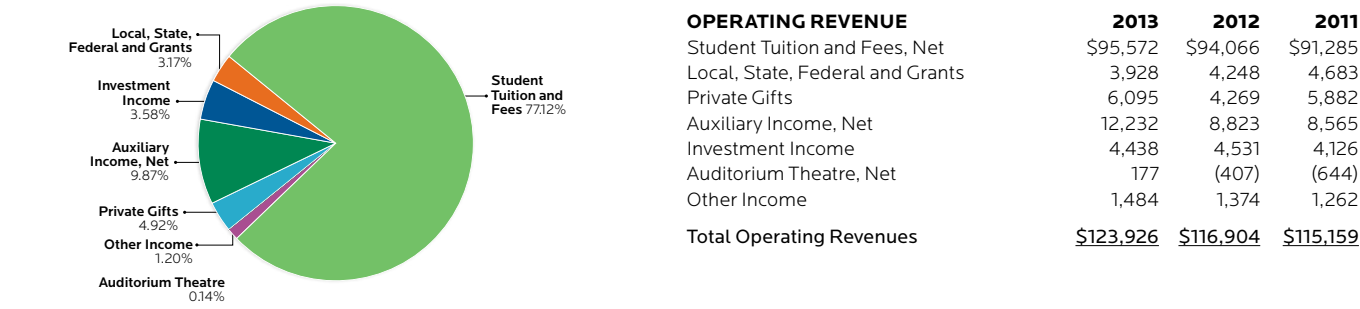 Local, State,
Federal and Grants
3.17%
Investment
Income
3.58%
Auxiliary
Income, Net
9.87%
Private Gifts
4.92%
Other Income
1.20%
Auditorium Theatre
0.14%
Student
Tuition and
Fees 77.12%
OPERATING REVENUE 2013 2012 2011
Student Tuition and Fees, Net $95,572 $94,066 $91,285
Local, State, Federal and Grants 3,928 4,248 4,683
Private Gifts 6,095 4,269 5,882
Auxiliary Income, Net 12,232 8,823 8,565
Investment Income 4,438 4,531 4,126
Auditorium Theatre, Net 177 (407) (644)
Other Income 1,484 1,374 1,262
Total Operating Revenues $123,926 $116,904 $115,159